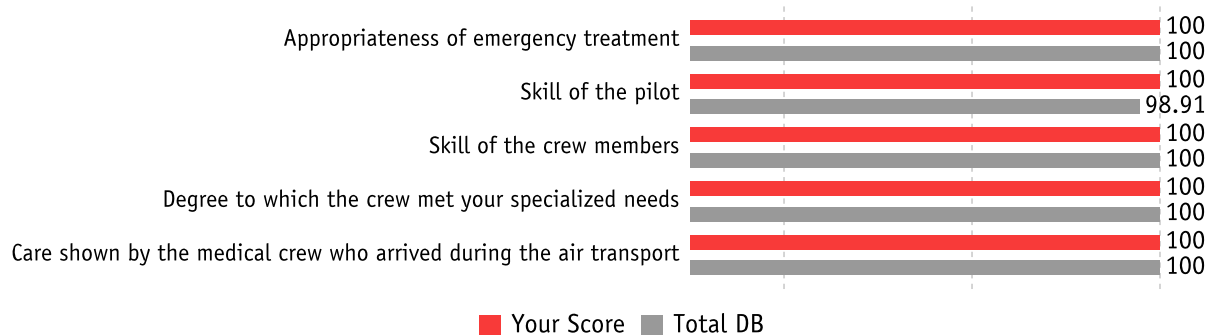 Appropriateness of emergency treatment
100
100
Skill of the pilot
100
98.91
Skill of the crew members
100
100
Degree to which the crew met your specialized needs
100
100
Care shown by the medical crew who arrived during the air transport
100
100
Your Score Total DB